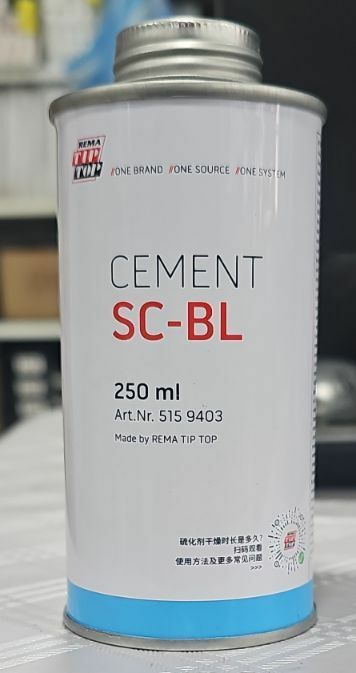 REMA
TIP
TOP
//ONE BRAND //ONE SOURCE //ONE SYSTEM
CEMENT
SC-BL
250 ml
Art.Nr. 515 9403
Made by REMA TIP TOP
硫化剂干燥时长是多久?
扫码观看
使用方法及更多常见问题
>>>